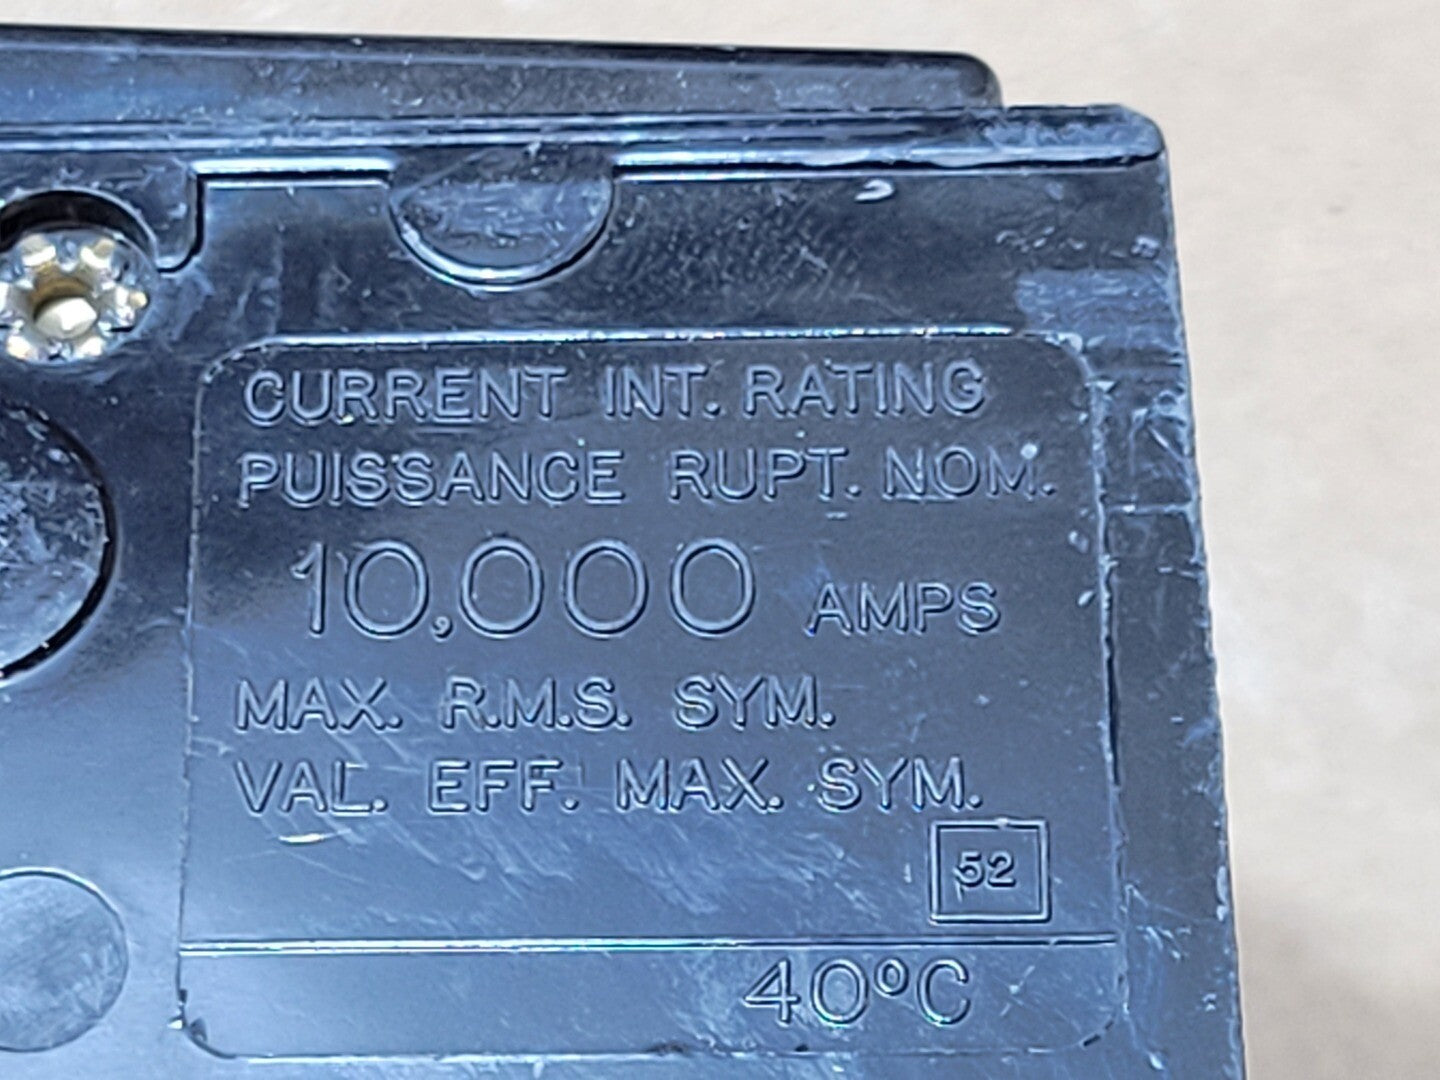 CURRENT INT. RATING
PUISSANCE RUPT. NOM.
10,000 AMPS
MAX. R.M.S. SYM.
VAL. EFF. MAX. SYM.
52
40°C